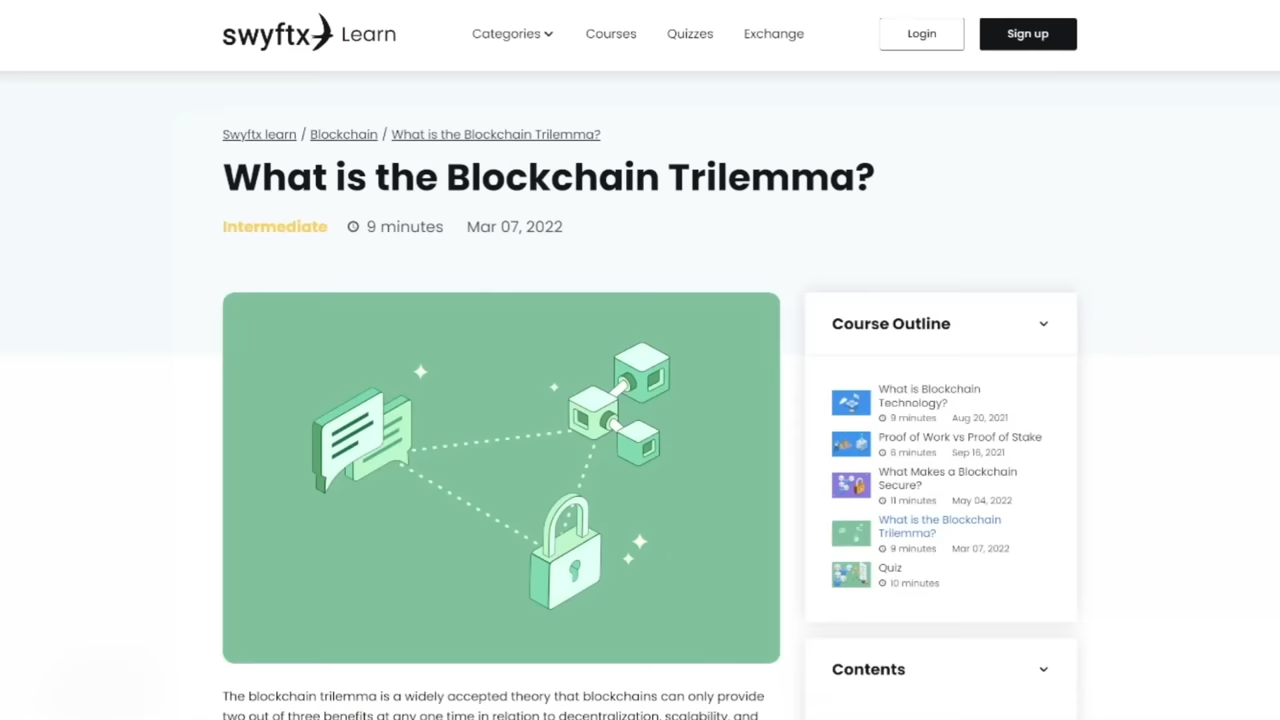 swyftx Learn
Categories
Courses
Quizzes
Exchange
Login
Sign up
Swyftx learn / Blockchain / What is the Blockchain Trilemma?
What is the Blockchain Trilemma?
Intermediate
9 minutes
Mar 07, 2022
Course Outline
What is Blockchain
Technology?
9 minutes
Aug 20, 2021
Proof of Work vs Proof of Stake
6 minutes
Sep 16, 2021
What Makes a Blockchain
Secure?
11 minutes
May 04, 2022
What is the Blockchain
Trilemma?
9 minutes
Mar 07, 2022
Quiz
10 minutes
Contents
The blockchain trilemma is a widely accepted theory that blockchains can only provide
two out of three benefits at any one time in relation to decentralization, scalability, and